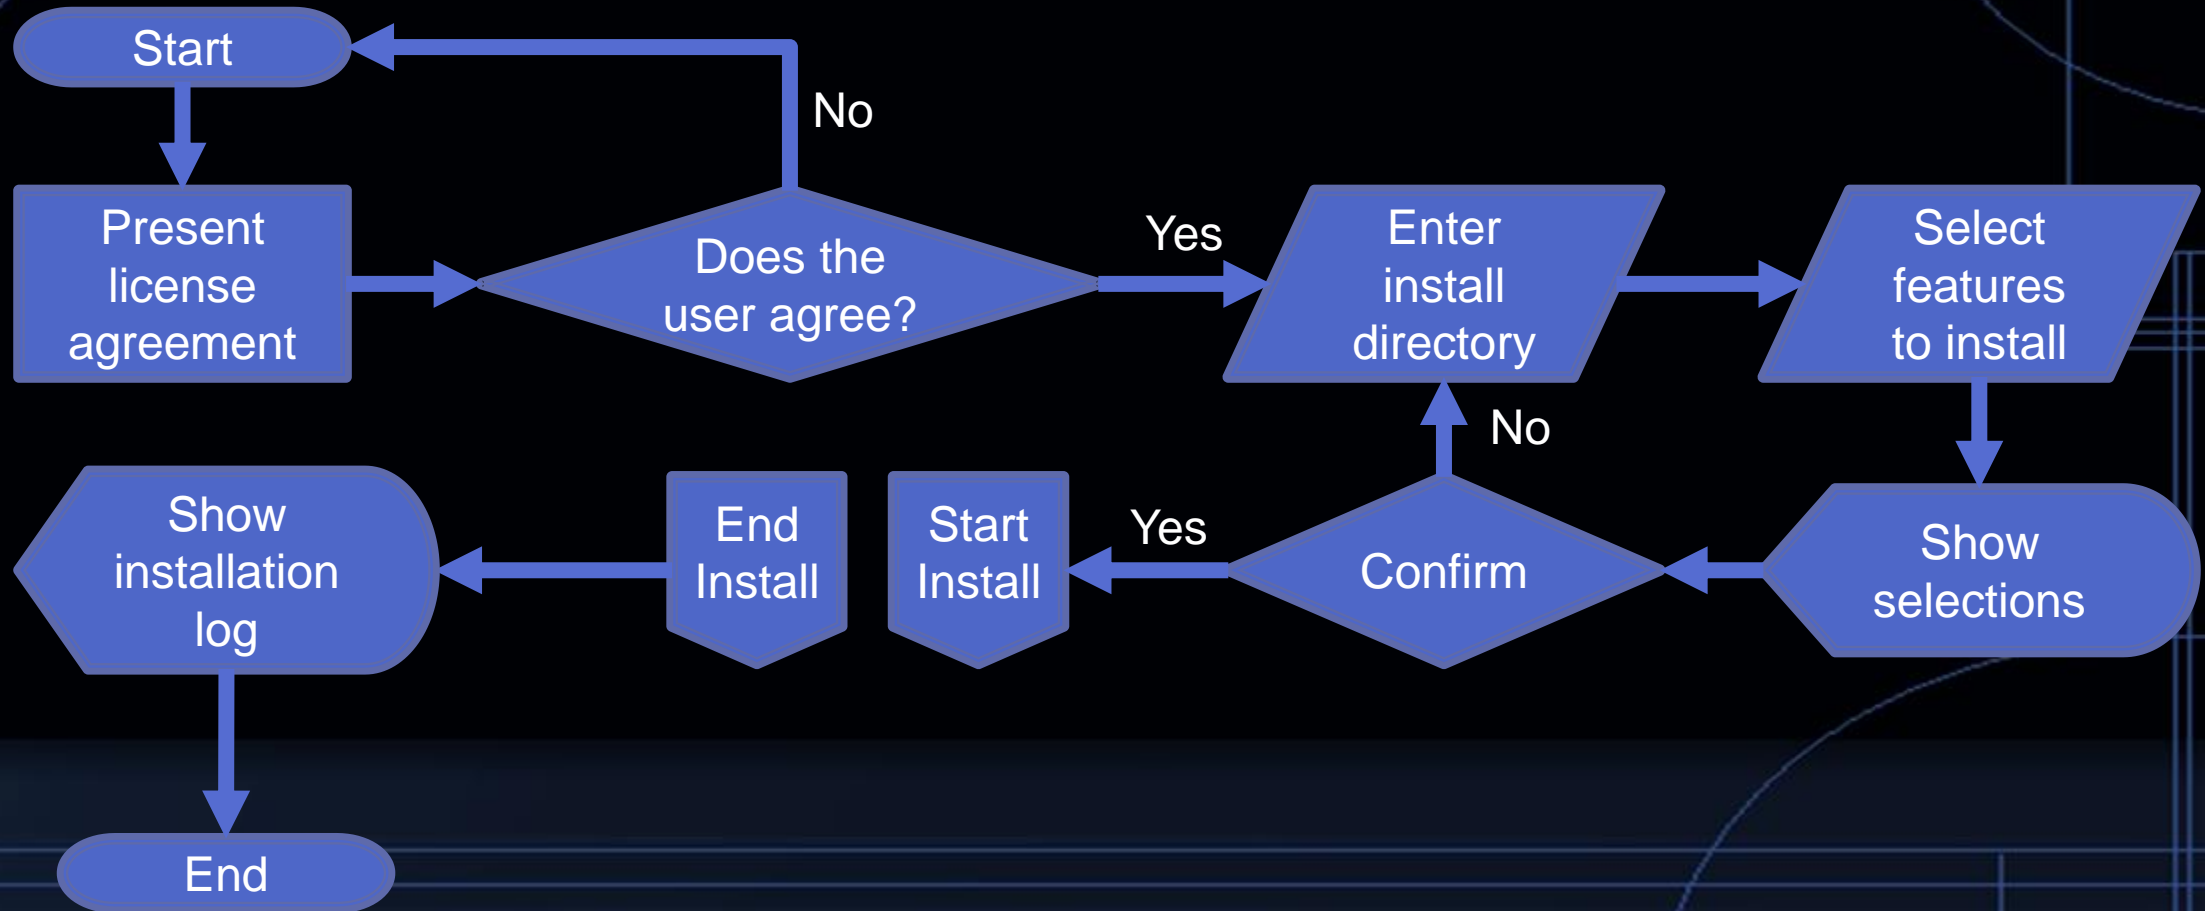 Start
No
Present
license
agreement
Does the
user agree?
Yes
Enter
install
directory
Select
features
to install
No
Show
installation
log
End
Install
Start
Install
Yes
Confirm
Show
selections
End